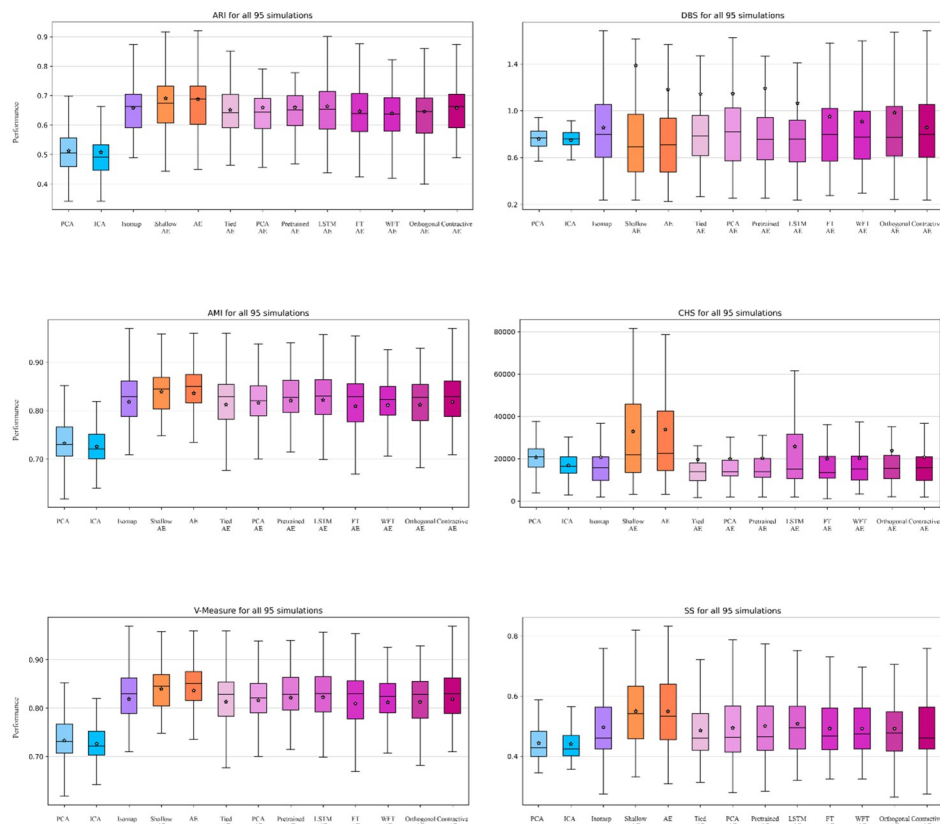 ARI for all 95 simulations
Performance
0.9
0.8
0.7
0.6
0.5
0.4
PCA ICA Isomap Shallow AE Tied PCA Pretrained LSTM FT WFT Orthogonal Contractive
AE AE AE AE AE AE AE AE AE
DBS for all 95 simulations
1.4
1.0
0.6
0.2
PCA ICA Isomap Shallow AE Tied PCA Pretrained LSTM FT WFT Orthogonal Contractive
AE AE AE AE AE AE AE AE AE
AMI for all 95 simulations
Performance
0.90
0.80
0.70
PCA ICA Isomap Shallow AE Tied PCA Pretrained LSTM FT WFT Orthogonal Contractive
AE AE AE AE AE AE AE AE AE
CHS for all 95 simulations
80000
60000
40000
20000
0
PCA ICA Isomap Shallow AE Tied PCA Pretrained LSTM FT WFT Orthogonal Contractive
AE AE AE AE AE AE AE AE AE
V-Measure for all 95 simulations
Performance
0.90
0.80
0.70
PCA ICA Isomap Shallow AE Tied PCA Pretrained LSTM FT WFT Orthogonal Contractive
SS for all 95 simulations
0.8
0.6
0.4
PCA ICA Isomap Shallow AE Tied PCA Pretrained LSTM FT WFT Orthogonal Contractive